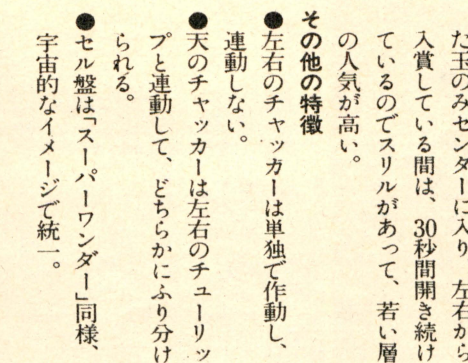 た玉のみセンターに入り 左右から
入賞している間は、30秒間開き続け
ているのでスリルがあって、若い層
の人気が高い。
その他の特徴
●左右のチャッカーは単独で作動し、
連動しない。
●天のチャッカーは左右のチューリッ
プと連動して、どちらかにふり分け
られる。
●セル盤は「スーパーワンダー」同様、
宇宙的なイメージで統一。